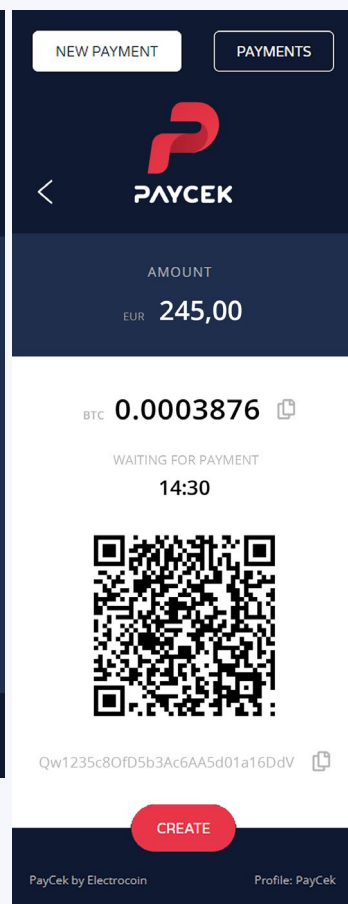 NEW PAYMENT
PAYMENTS
PAYCEK
AMOUNT
EUR 245,00
BTC 0.0003876
WAITING FOR PAYMENT
14:30
Qw1235c8OfD5b3Ac6AA5d01a16DdV
CREATE
PayCek by Electrocoin
Profile: PayCek